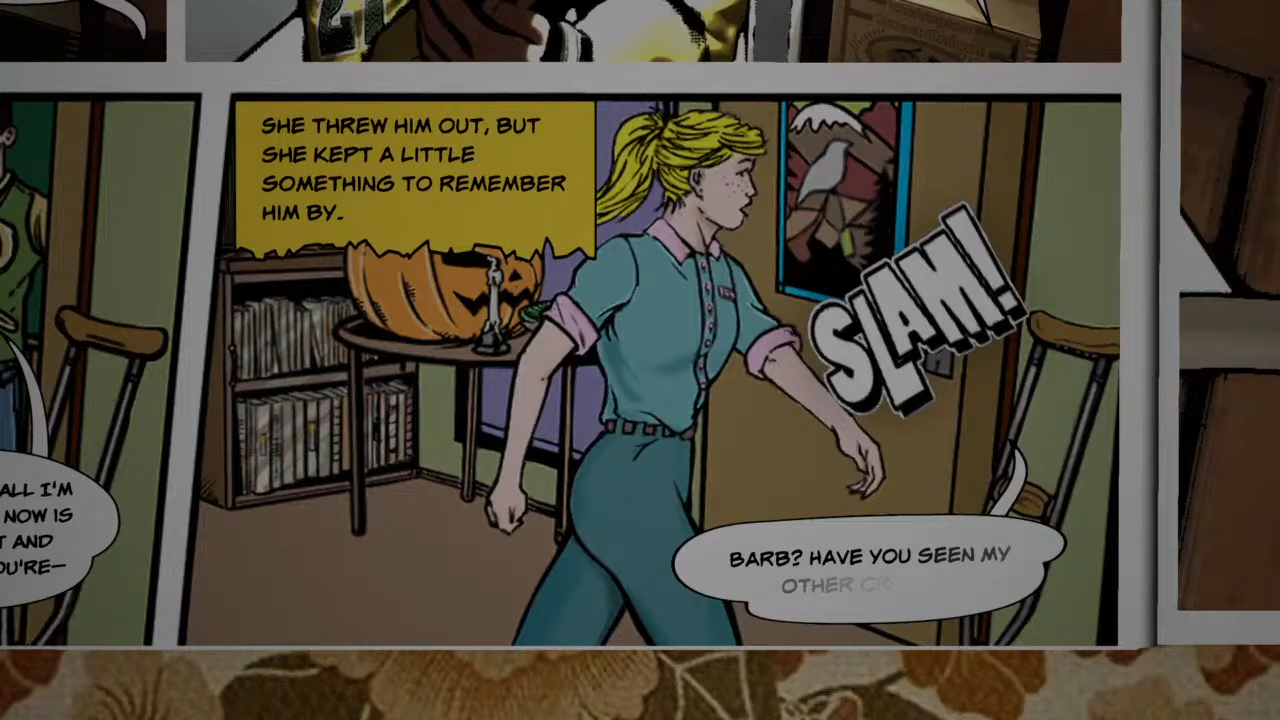 21
SHE THREW HIM OUT, BUT
SHE KEPT A LITTLE
SOMETHING TO REMEMBER
HIM BY.
SLAM!
ALL I'M
NOW IS
AND
OU'RE—
BARB? HAVE YOU SEEN MY
OTHER